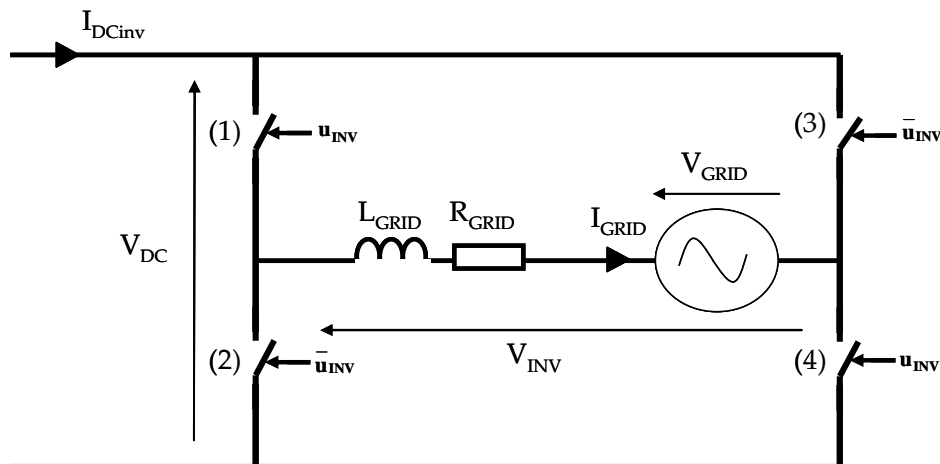 I_DCinv
(1)
u_INV
(3)
ū_INV
V_GRID
L_GRID
R_GRID
I_GRID
V_DC
(2)
ū_INV
V_INV
(4)
u_INV